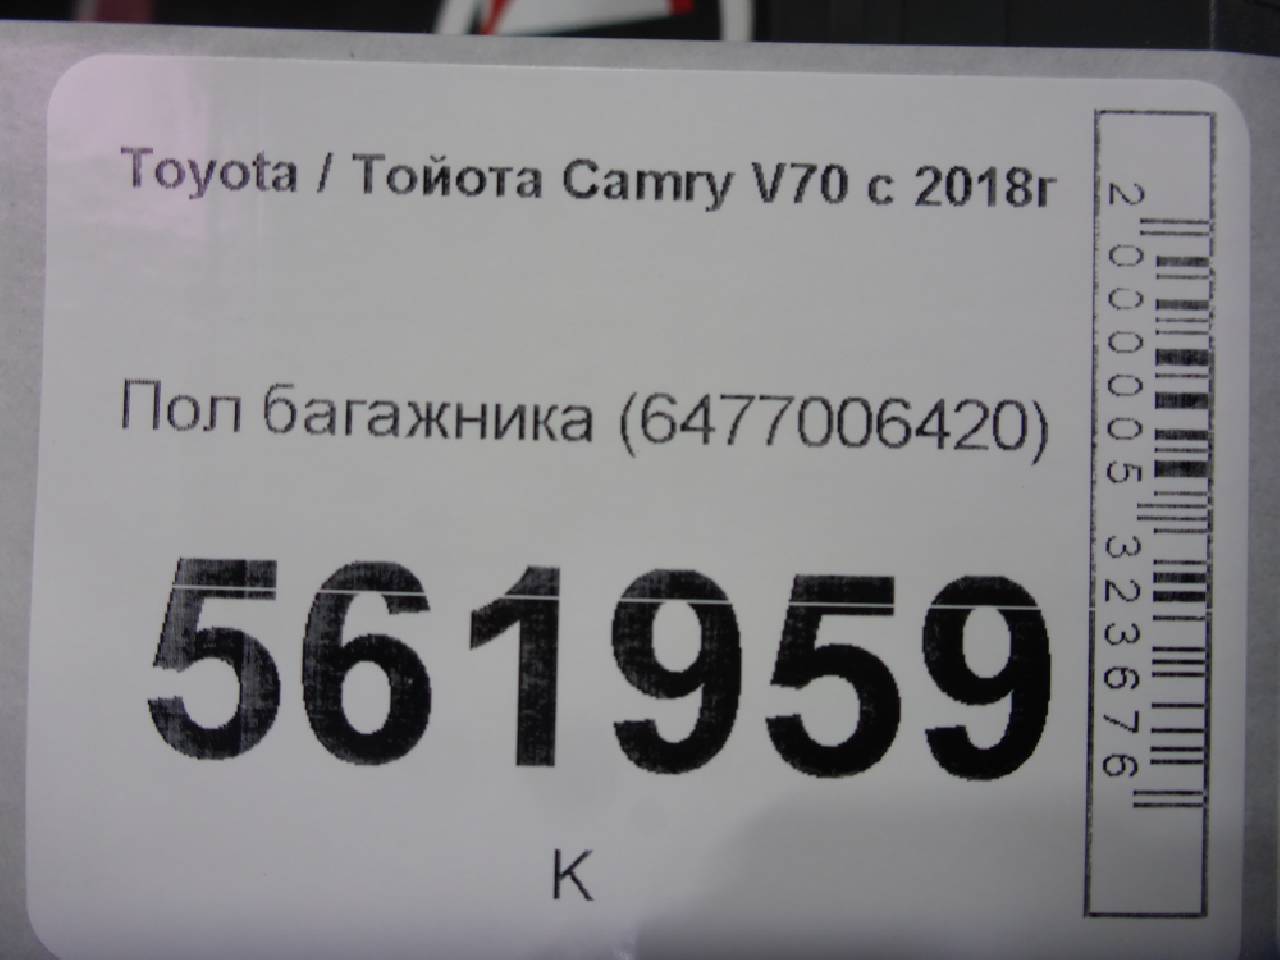 Toyota / Тойота Camry V70 с 2018г
Пол багажника (6477006420)
561959
К
2000005323676